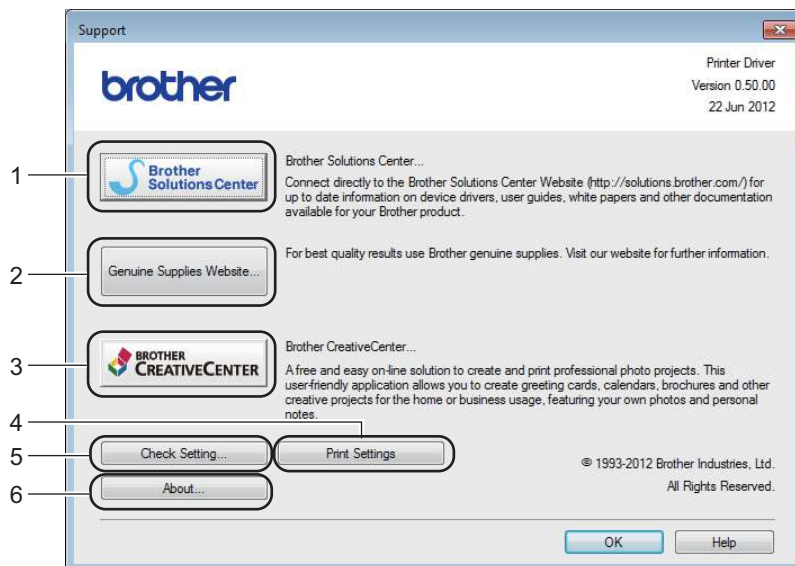 Support
brother
Printer Driver
Version 0.50.00
22 Jun 2012
1
Brother
Solutions Center
Brother Solutions Center...
Connect directly to the Brother Solutions Center Website (http://solutions.brother.com/) for
up to date information on device drivers, user guides, white papers and other documentation
available for your Brother product.
2
Genuine Supplies Website...
For best quality results use Brother genuine supplies. Visit our website for further information.
3
BROTHER
CREATIVECENTER
Brother CreativeCenter...
A free and easy on-line solution to create and print professional photo projects. This
user-friendly application allows you to create greeting cards, calendars, brochures and other
creative projects for the home or business usage, featuring your own photos and personal
notes.
4
5
Check Setting...
Print Settings
6
About...
© 1993-2012 Brother Industries, Ltd.
All Rights Reserved.
OK
Help